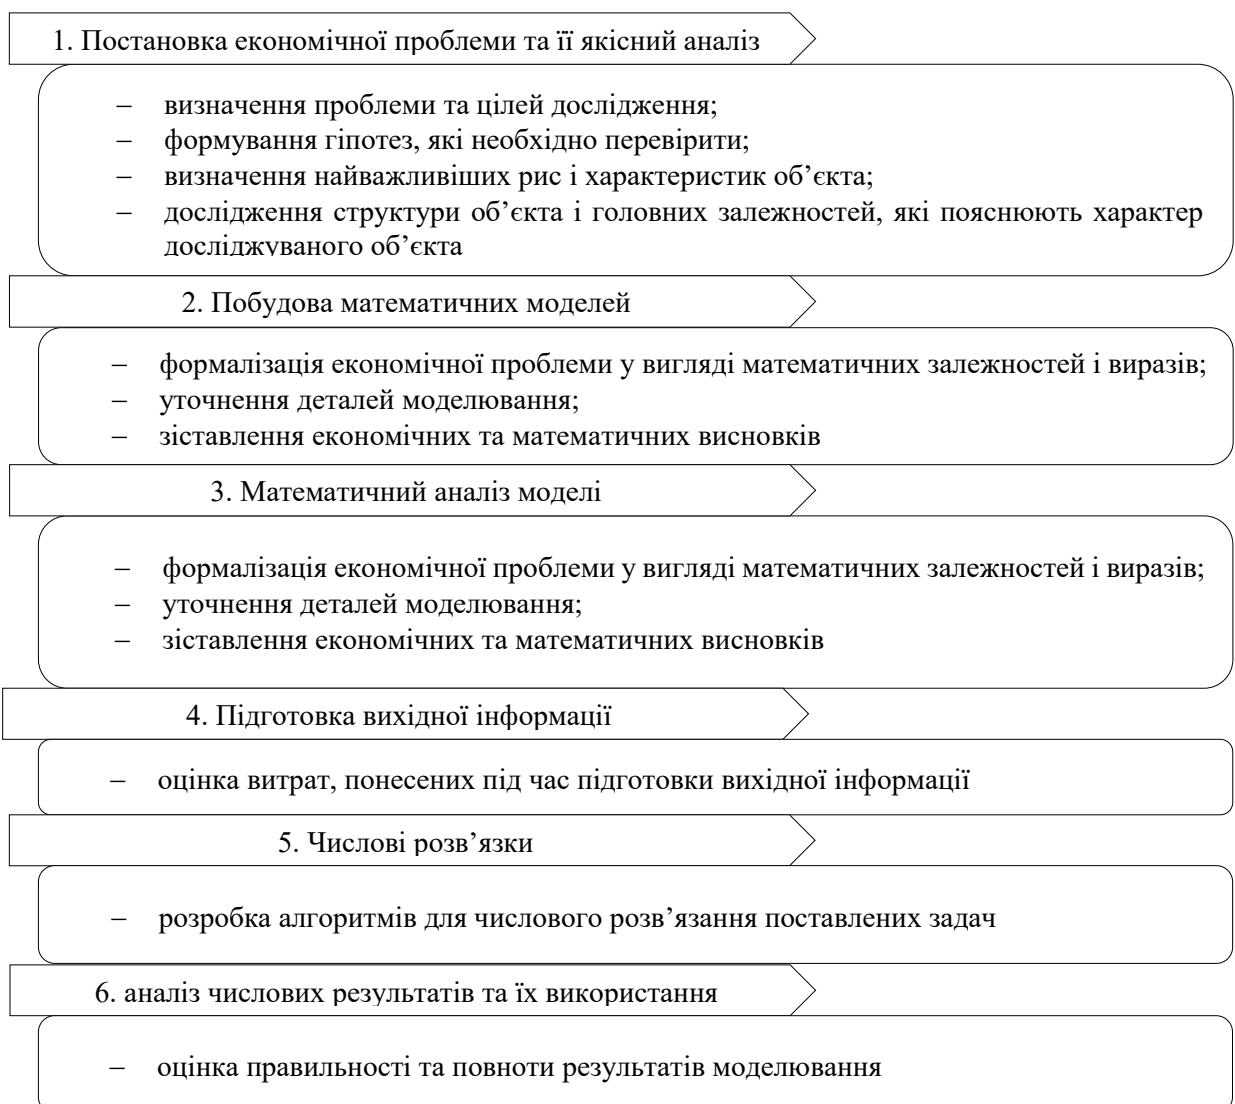 1. Постановка економічної проблеми та її якісний аналіз
– визначення проблеми та цілей дослідження;
– формування гіпотез, які необхідно перевірити;
– визначення найважливіших рис і характеристик об’єкта;
– дослідження структури об’єкта і головних залежностей, які пояснюють характер
досліджуваного об’єкта
2. Побудова математичних моделей
– формалізація економічної проблеми у вигляді математичних залежностей і виразів;
– уточнення деталей моделювання;
– зіставлення економічних та математичних висновків
3. Математичний аналіз моделі
– формалізація економічної проблеми у вигляді математичних залежностей і виразів;
– уточнення деталей моделювання;
– зіставлення економічних та математичних висновків
4. Підготовка вихідної інформації
– оцінка витрат, понесених під час підготовки вихідної інформації
5. Числові розв’язки
– розробка алгоритмів для числового розв’язання поставлених задач
6. аналіз числових результатів та їх використання
– оцінка правильності та повноти результатів моделювання